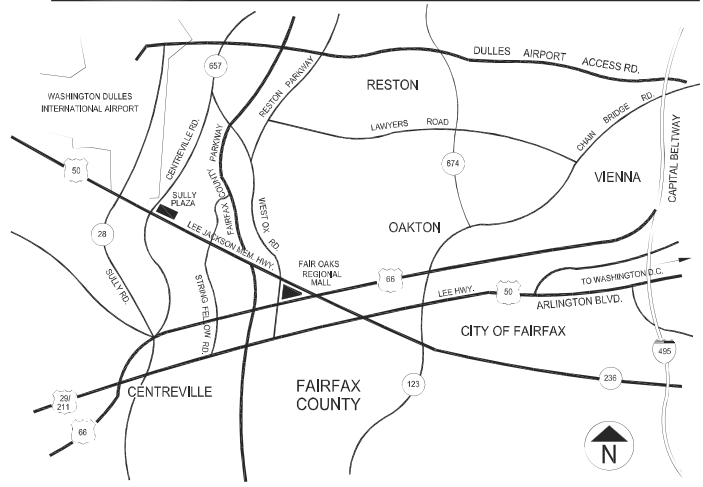 DULLES AIRPORT ACCESS RD.
657
RESTON PARKWAY
RESTON
WASHINGTON DULLES
INTERNATIONAL AIRPORT
CENTREVILLE RD.
FAIRFAX COUNTY PARKWAY
LAWYERS ROAD
CHAIN BRIDGE RD.
CAPITAL BELTWAY
674
50
VIENNA
SULLY
PLAZA
WEST OX RD.
OAKTON
28
LEE JACKSON MEM. HWY.
FAIR OAKS
REGIONAL
MALL
66
SULLY RD.
STRING FELLOW RD.
LEE HWY.
50
TO WASHINGTON D.C.
ARLINGTON BLVD.
CITY OF FAIRFAX
495
123
236
CENTREVILLE
FAIRFAX
COUNTY
29/
211
66
N